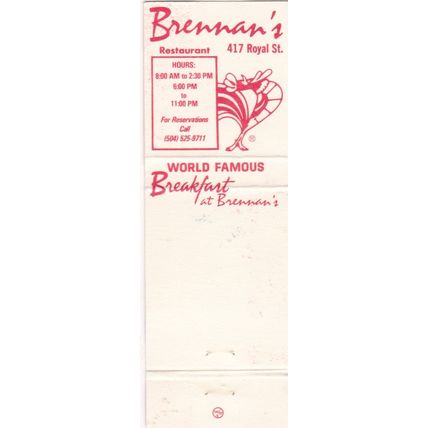 Brennan's
Restaurant 417 Royal St.
HOURS:
8:00 AM to 2:30 PM
6:00 PM
to
11:00 PM
For Reservations
Call
(504) 525-9711
®
WORLD FAMOUS
Breakfast
at Brennan's